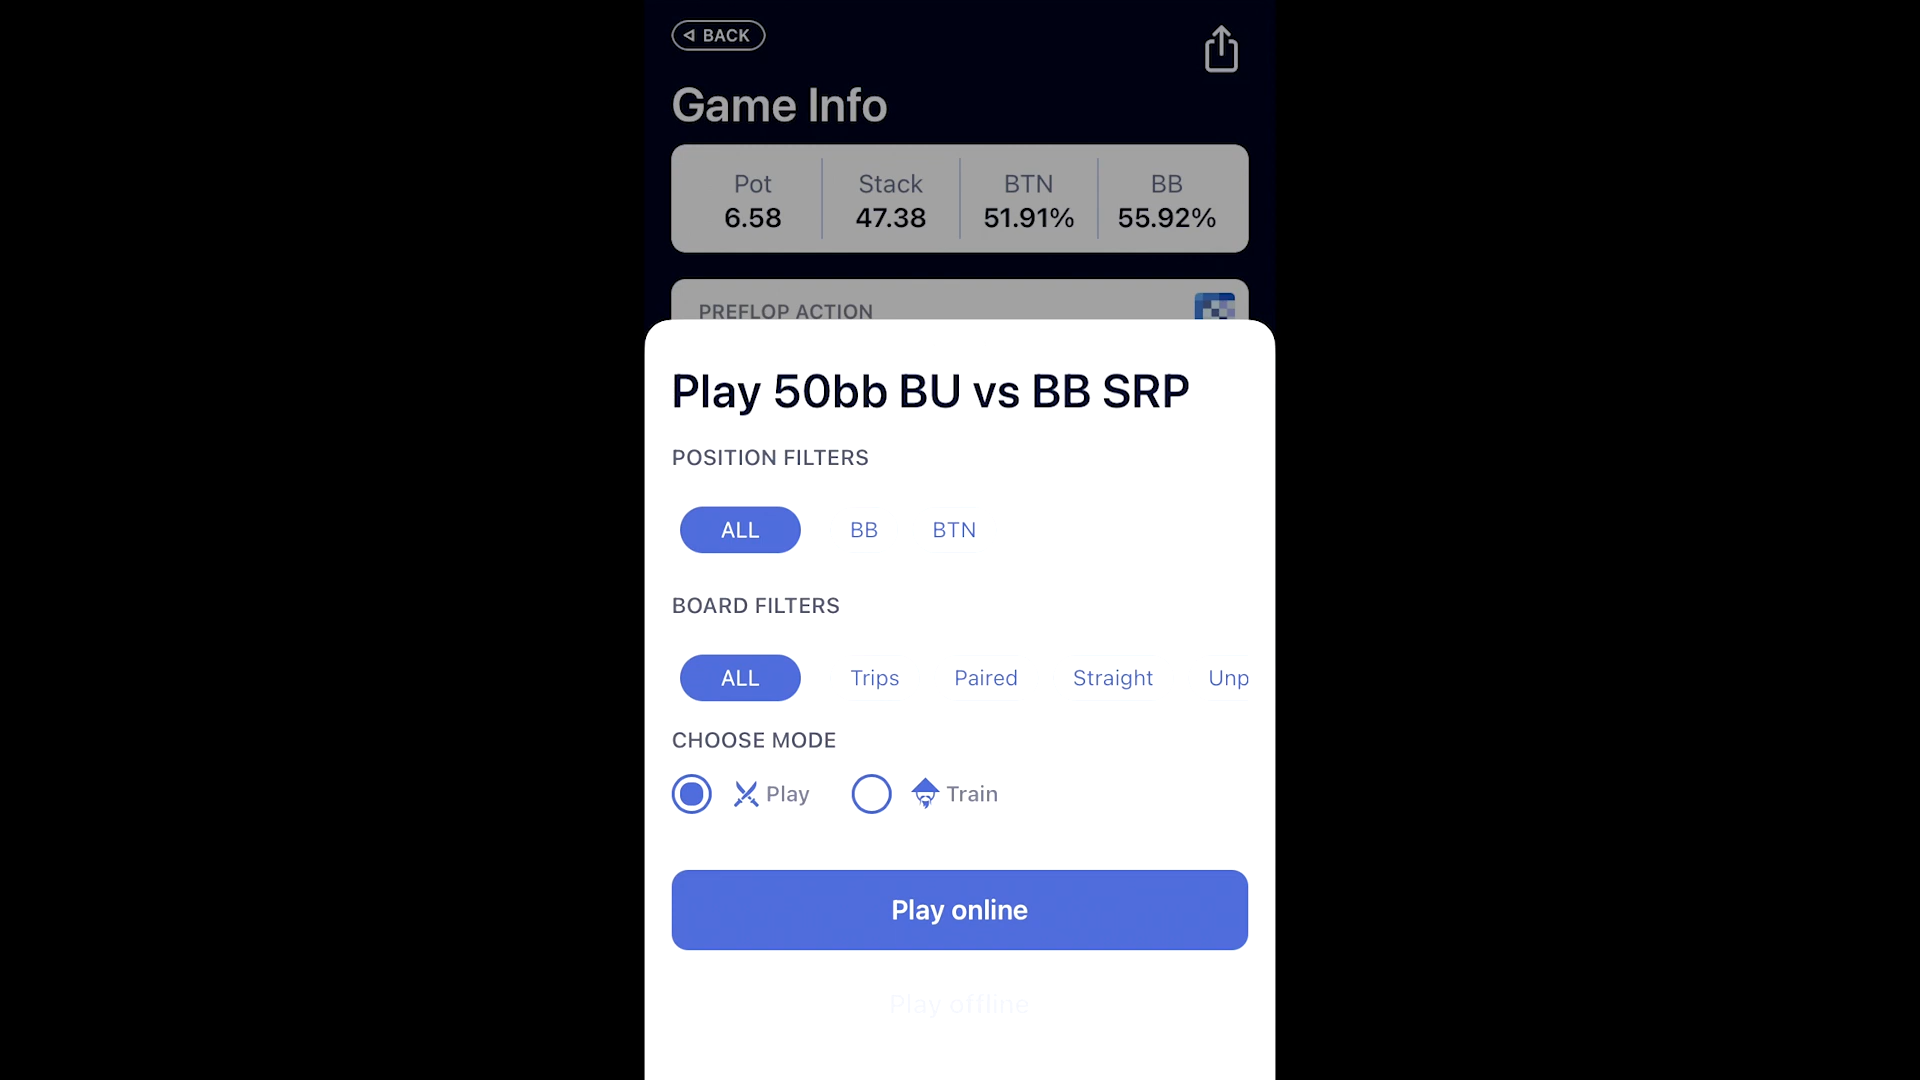 BACK
Game Info
Pot Stack BTN BB
6.58 47.38 51.91% 55.92%
PREFLOP ACTION
Play 50bb BU vs BB SRP
POSITION FILTERS
ALL BB BTN
BOARD FILTERS
ALL Trips Paired Straight Unp
CHOOSE MODE
Play Train
Play online
Play offline